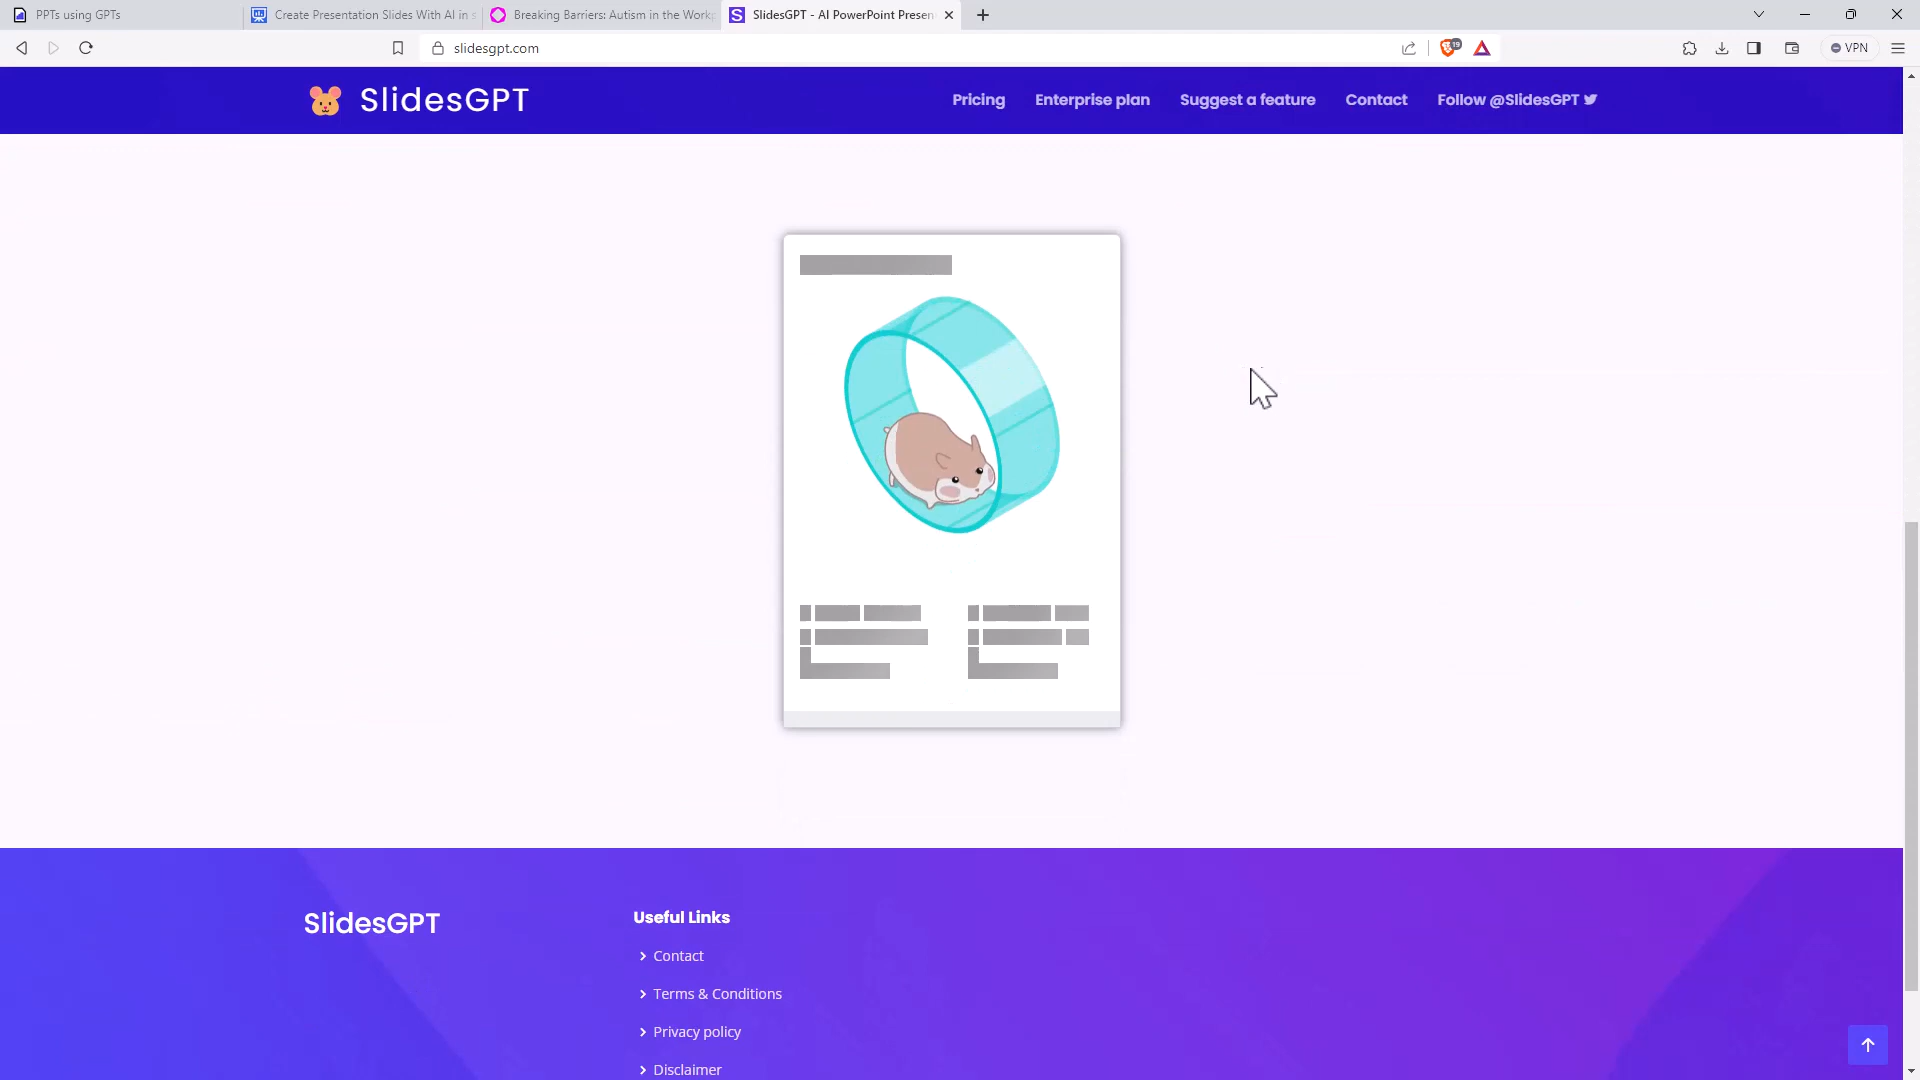 PPTs using GPTs
Create Presentation Slides With AI in s
Breaking Barriers: Autism in the Workp
SlidesGPT - AI PowerPoint Presen
slidesgpt.com
19
VPN
SlidesGPT
Pricing
Enterprise plan
Suggest a feature
Contact
Follow @SlidesGPT
SlidesGPT
Useful Links
Contact
Terms & Conditions
Privacy policy
Disclaimer